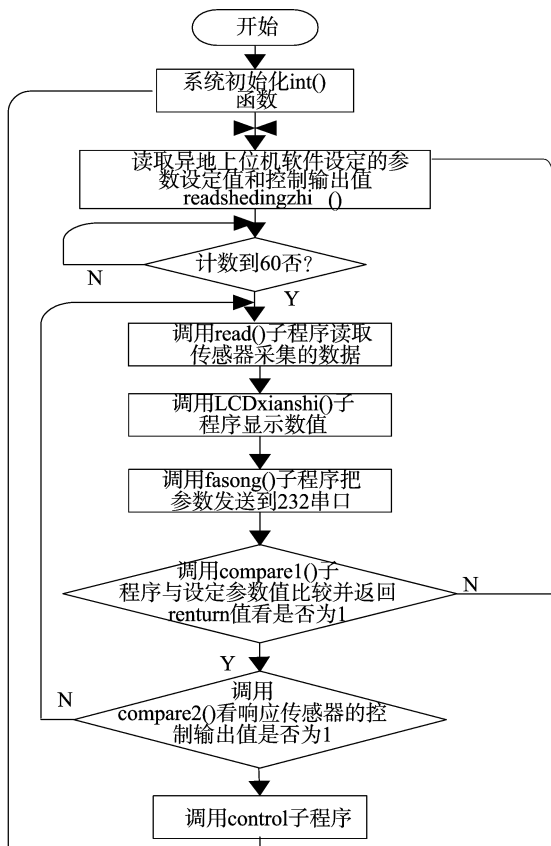 开始
系统初始化int()
函数
读取异地上位机软件设定的参
数设定值和控制输出值
readshedingzhi ()
计数到60否?
N
Y
调用read()子程序读取
传感器采集的数据
调用LCDxianshi()子
程序显示数值
调用fasong()子程序把
参数发送到232串口
调用compare1()子
程序与设定参数值比较并返回
renturn值看是否为1
N
Y
调用
compare2()看响应传感器的控
制输出值是否为1
N
调用control子程序